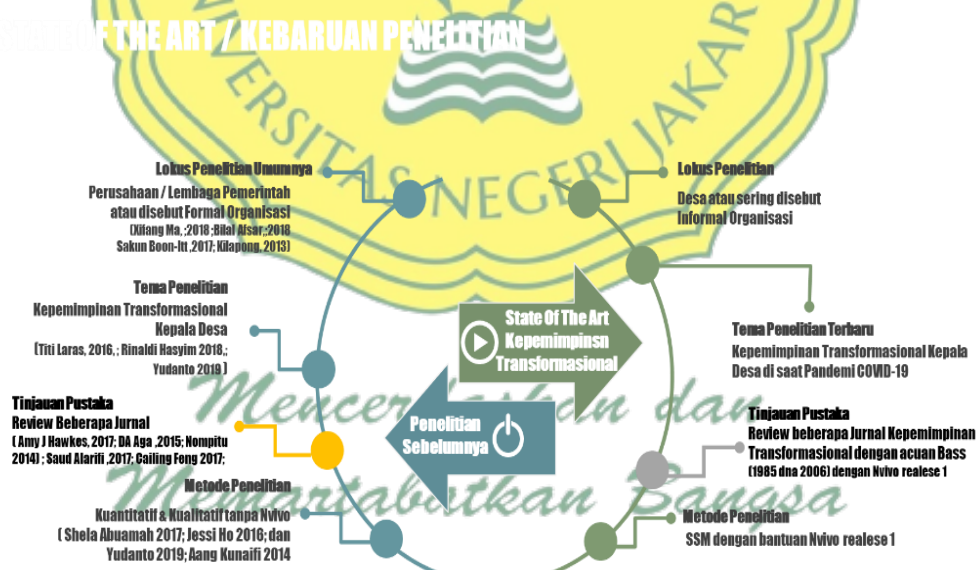 OF THE ART / KEBARUAN PENELITIAN
VERSITAS NEGERI JAKAR
Lokus Penelitian Umumnya
Perusahaan / Lembaga Pemerintah
atau disebut Formal Organisasi
(Xifang Ma, ;2018 ;Bilal Afsar,;2018
Sakun Boon-Itt ,2017; Kilapong, 2013)
Tema Penelitian
Kepemimpinan Transformasional
Kepala Desa
(Titi Laras, 2016, ; Rinaldi Hasyim 2018,;
Yudanto 2019 )
Tinjauan Pustaka
Review Beberapa Jurnal
( Amy J Hawkes, 2017; DA Aga ,2015; Nompitu
2014) ; Saud Alarifi ,2017; Cailing Feng 2017;
Metode Penelitian
Kuantitatif & Kualitatif tanpa Nvivo
( Shela Abuamah 2017; Jessi Ho 2016; dan
Yudanto 2019; Aang Kunaifi 2014
State Of The Art
Kepemimpinsn
Transformasional
Penelitian
Sebelumnya
Lokus Penelitian
Desa atau sering disebut
Informal Organisasi
Tema Penelitian Terbaru
Kepemimpinan Transformasional Kepala
Desa di saat Pandemi COVID-19
Tinjauan Pustaka
Review beberapa Jurnal Kepemimpinan
Transformasional dengan acuan Bass
(1985 dna 2006) dengan Nvivo realese 1
Metode Penelitian
SSM dengan bantuan Nvivo realese 1
dan
Bangsa